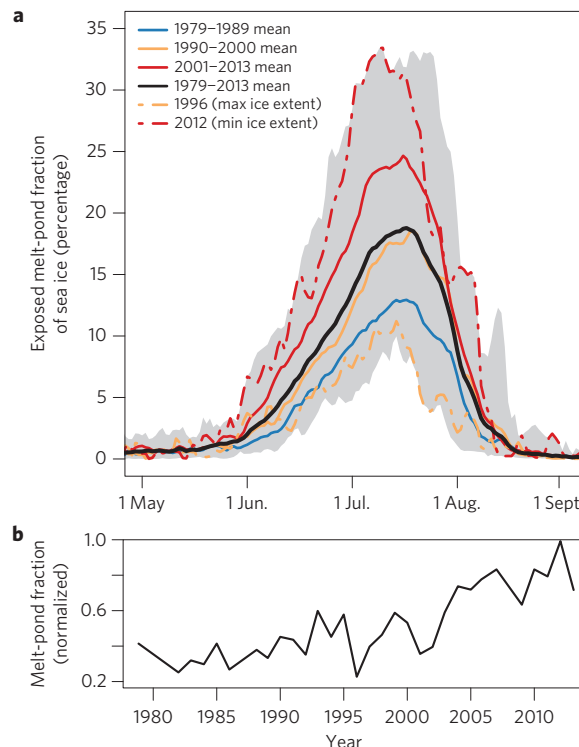 a
35
30
25
20
15
10
5
0
Exposed melt-pond fraction
of sea ice (percentage)
1979–1989 mean
1990–2000 mean
2001–2013 mean
1979–2013 mean
1996 (max ice extent)
2012 (min ice extent)
1 May 1 Jun. 1 Jul. 1 Aug. 1 Sept
b
1.0
0.6
0.2
Melt-pond fraction
(normalized)
1980 1985 1990 1995 2000 2005 2010
Year